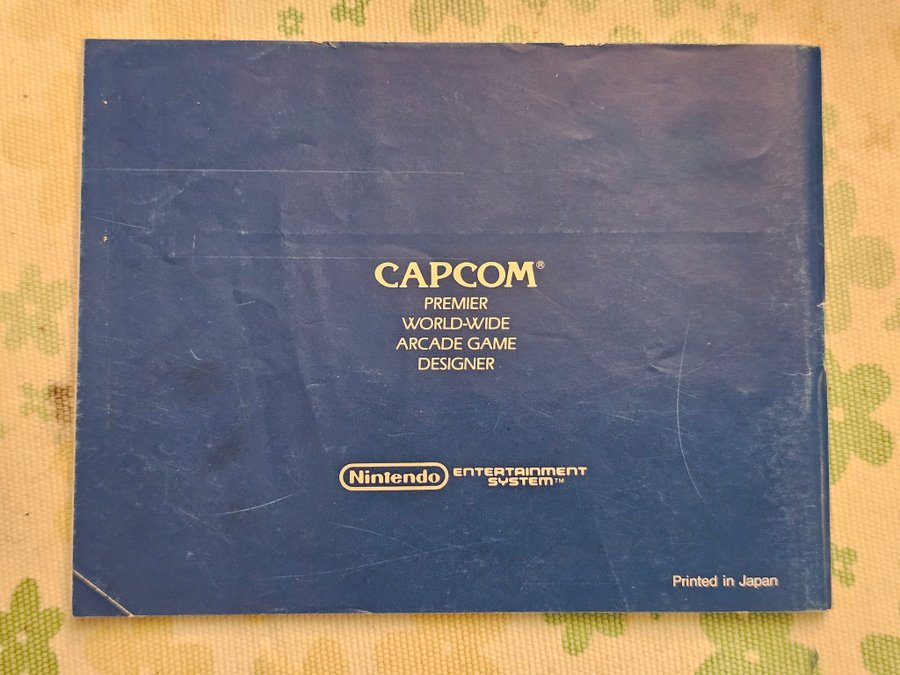 CAPCOM®
PREMIER
WORLD-WIDE
ARCADE GAME
DESIGNER
Nintendo ENTERTAINMENT
SYSTEM™
Printed in Japan